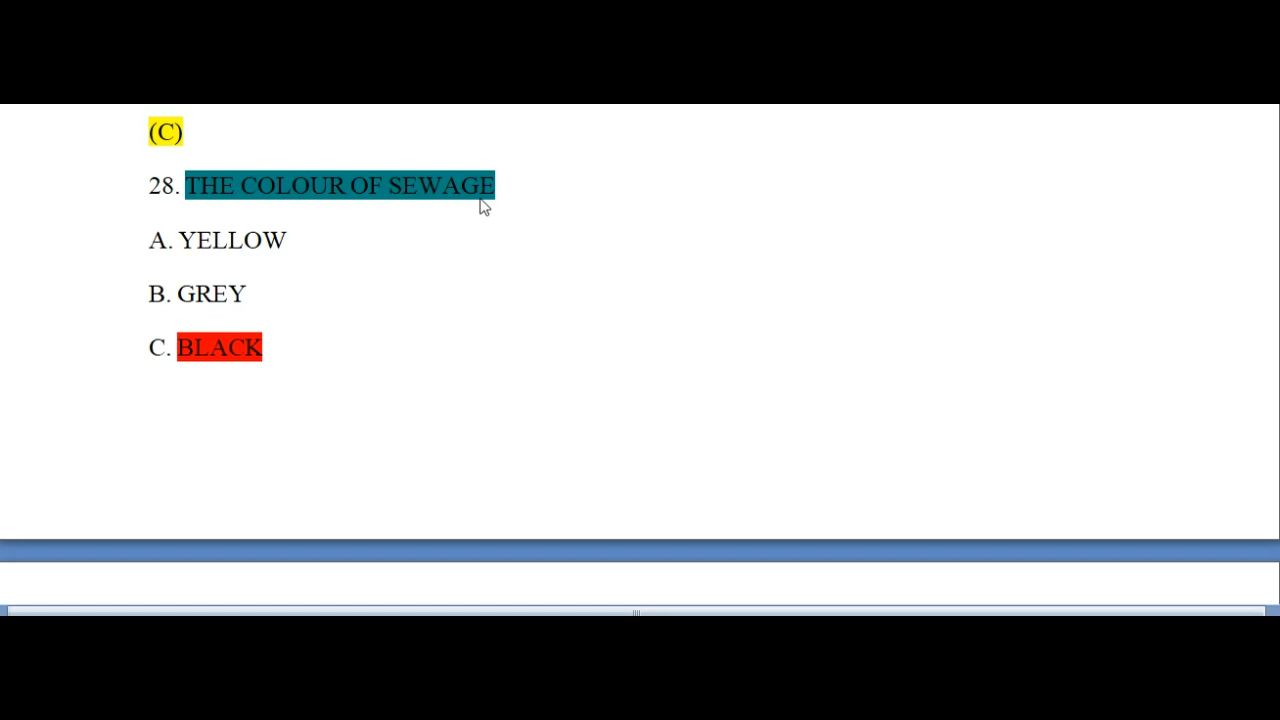 (C)
28. THE COLOUR OF SEWAGE
A. YELLOW
B. GREY
C. BLACK